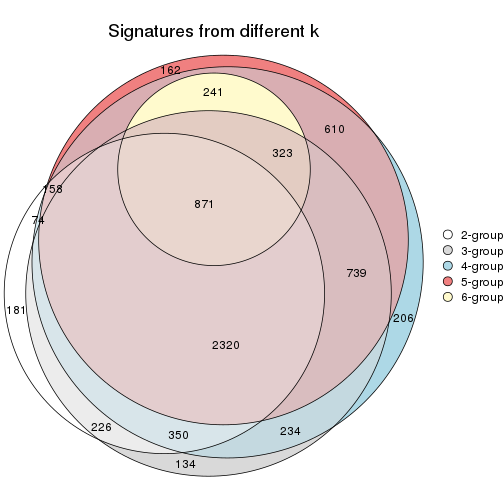 Signatures from different k
162
241
610
323
158
871
74
739
181
206
2320
226
350
234
134
2-group
3-group
4-group
5-group
6-group